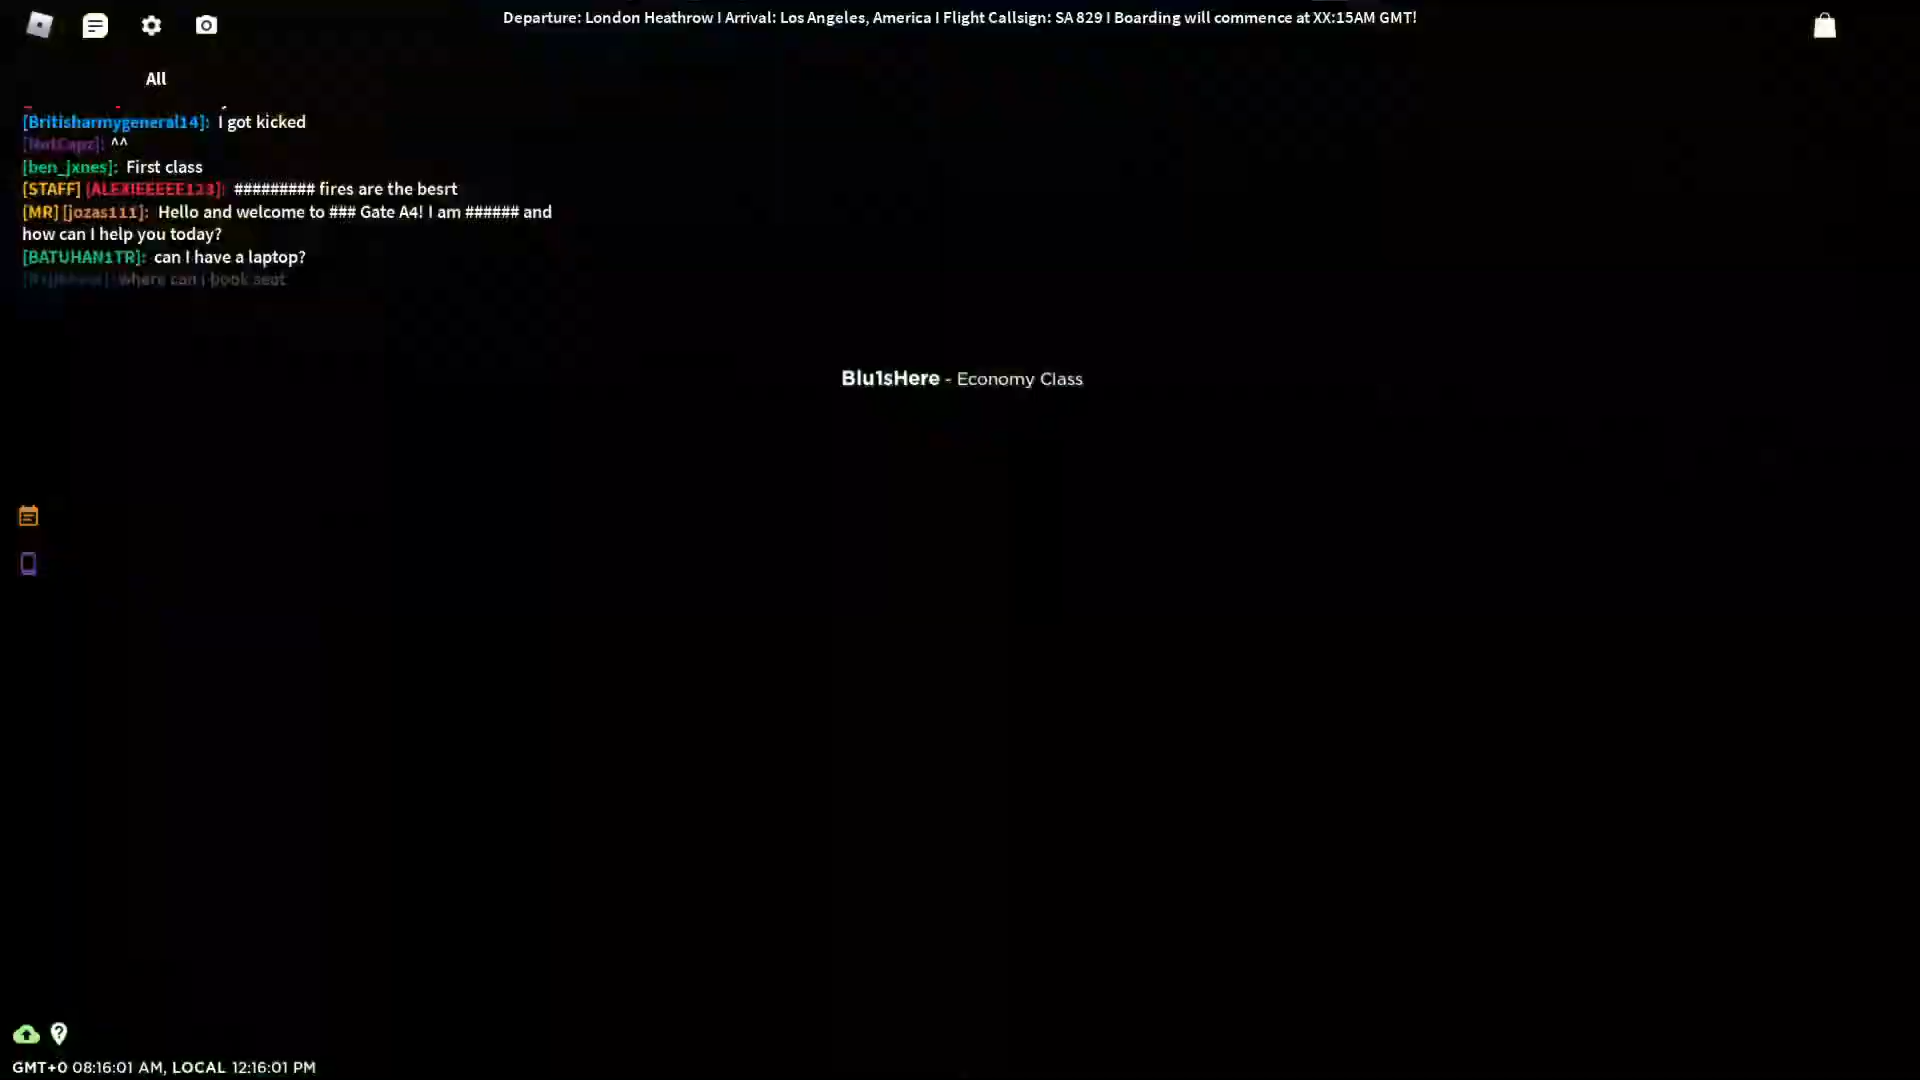 Departure: London Heathrow I Arrival: Los Angeles, America I Flight Callsign: SA 829 I Boarding will commence at XX:15AM GMT!
All
[Britisharmygeneral14]: I got kicked
[NotCapz]: ^^
[ben_jxnes]: First class
[STAFF] [ALEXIEEEEE123]: ######### fires are the besrt
[MR] [jozas111]: Hello and welcome to ### Gate A4! I am ###### and
how can I help you today?
[BATUHAN1TR]: can I have a laptop?
where can i book seat
Blu1sHere - Economy Class
GMT+0 08:16:01 AM, LOCAL 12:16:01 PM